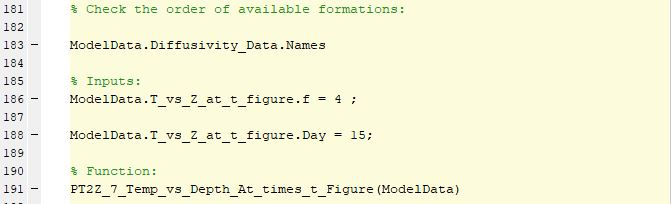 181 % Check the order of available formations:
182
183 – ModelData.Diffusivity_Data.Names
184
185 % Inputs:
186 – ModelData.T_vs_Z_at_t_figure.f = 4 ;
187
188 – ModelData.T_vs_Z_at_t_figure.Day = 15;
189
190 % Function:
191 – PT2Z_7_Temp_vs_Depth_At_times_t_Figure(ModelData)